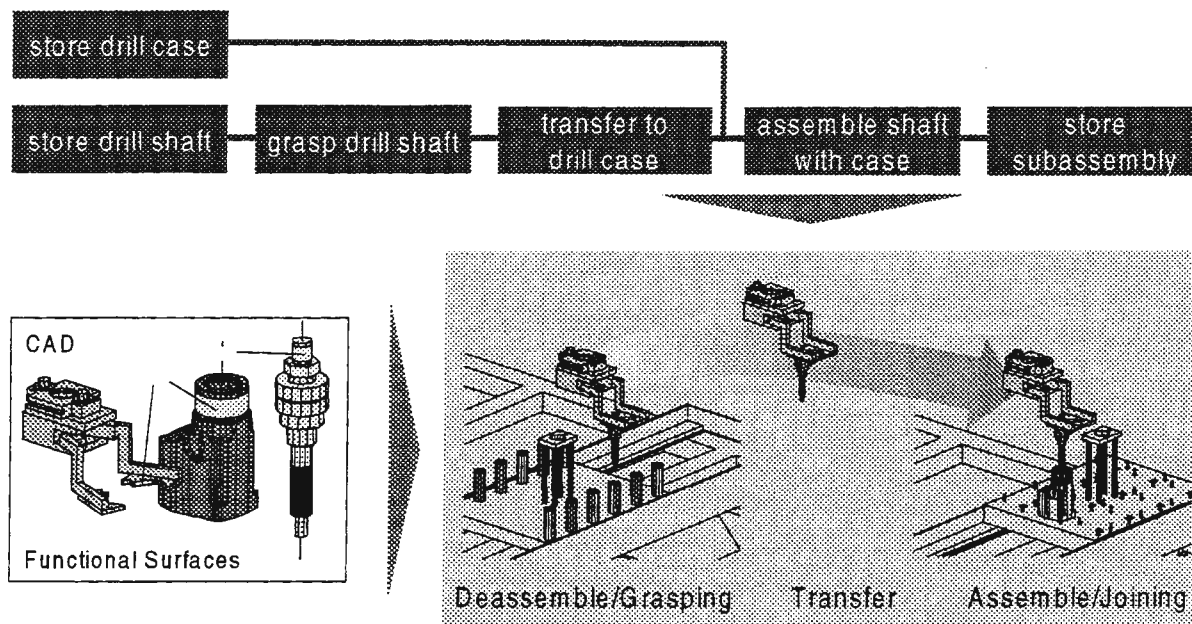 store drill case
store drill shaft
grasp drill shaft
transfer to
drill case
assemble shaft
with case
store
subassembly
CAD
Functional Surfaces
Deassemble/Grasping
Transfer
Assemble/Joining